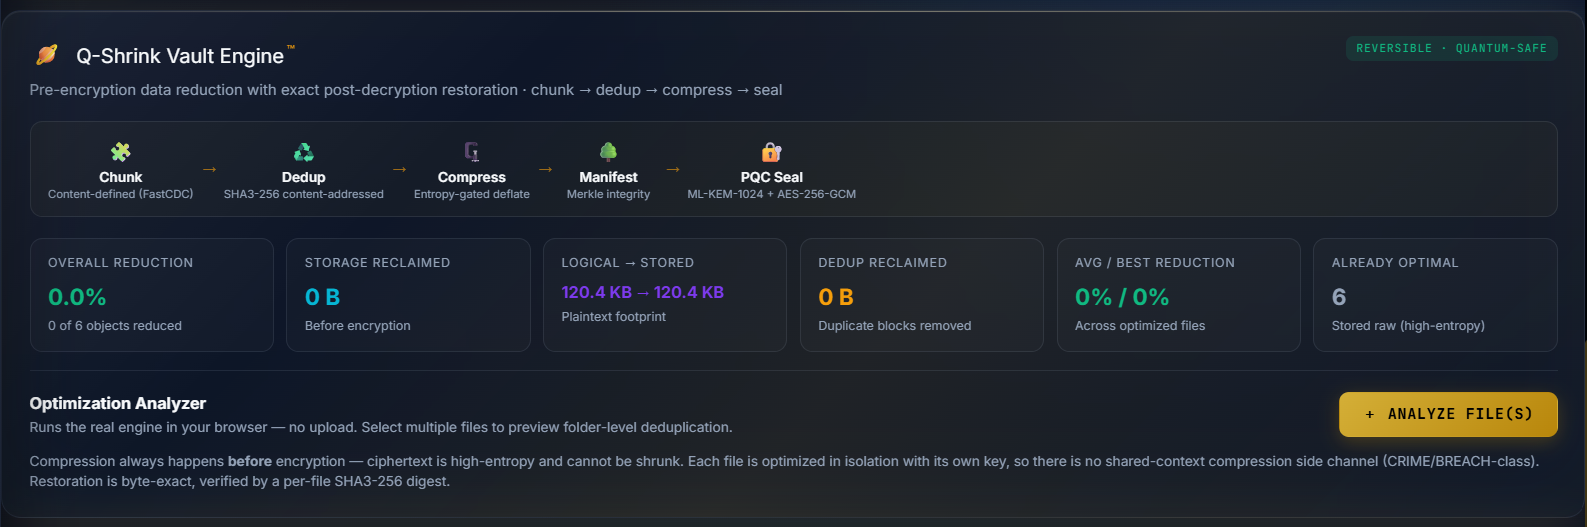 Q-Shrink Vault Engine™
REVERSIBLE · QUANTUM-SAFE
Pre-encryption data reduction with exact post-decryption restoration · chunk → dedup → compress → seal
Chunk → Dedup → Compress → Manifest → PQC Seal
Content-defined (FastCDC) SHA3-256 content-addressed Entropy-gated deflate Merkle integrity ML-KEM-1024 + AES-256-GCM
OVERALL REDUCTION
0.0%
0 of 6 objects reduced
STORAGE RECLAIMED
0 B
Before encryption
LOGICAL → STORED
120.4 KB → 120.4 KB
Plaintext footprint
DEDUP RECLAIMED
0 B
Duplicate blocks removed
AVG / BEST REDUCTION
0% / 0%
Across optimized files
ALREADY OPTIMAL
6
Stored raw (high-entropy)
Optimization Analyzer
Runs the real engine in your browser — no upload. Select multiple files to preview folder-level deduplication.
+ ANALYZE FILE(S)
Compression always happens before encryption — ciphertext is high-entropy and cannot be shrunk. Each file is optimized in isolation with its own key, so there is no shared-context compression side channel (CRIME/BREACH-class).
Restoration is byte-exact, verified by a per-file SHA3-256 digest.